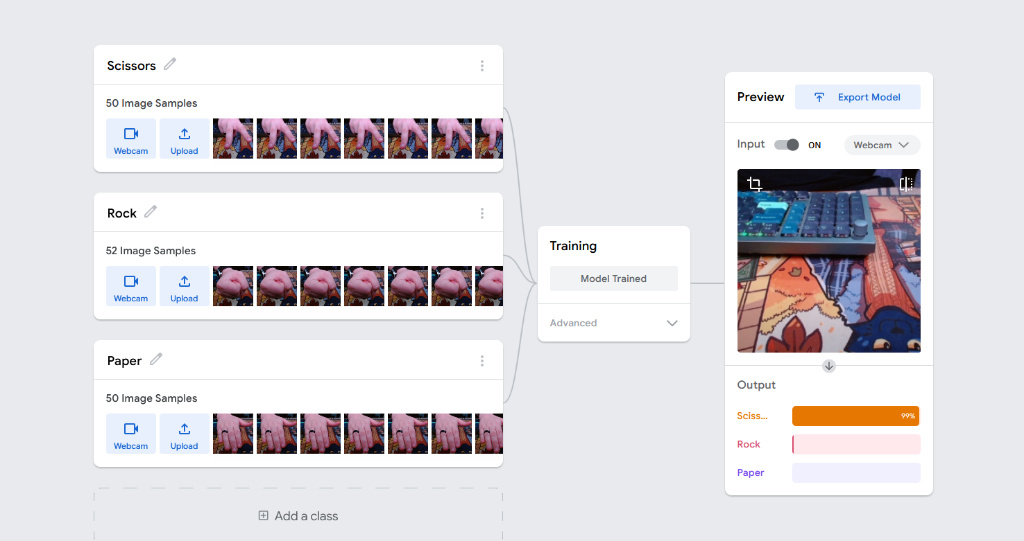 Scissors
50 Image Samples
Webcam
Upload
Rock
52 Image Samples
Webcam
Upload
Paper
50 Image Samples
Webcam
Upload
Add a class
Training
Model Trained
Advanced
Preview
Export Model
Input
ON
Webcam
Output
Sciss...
99%
Rock
Paper